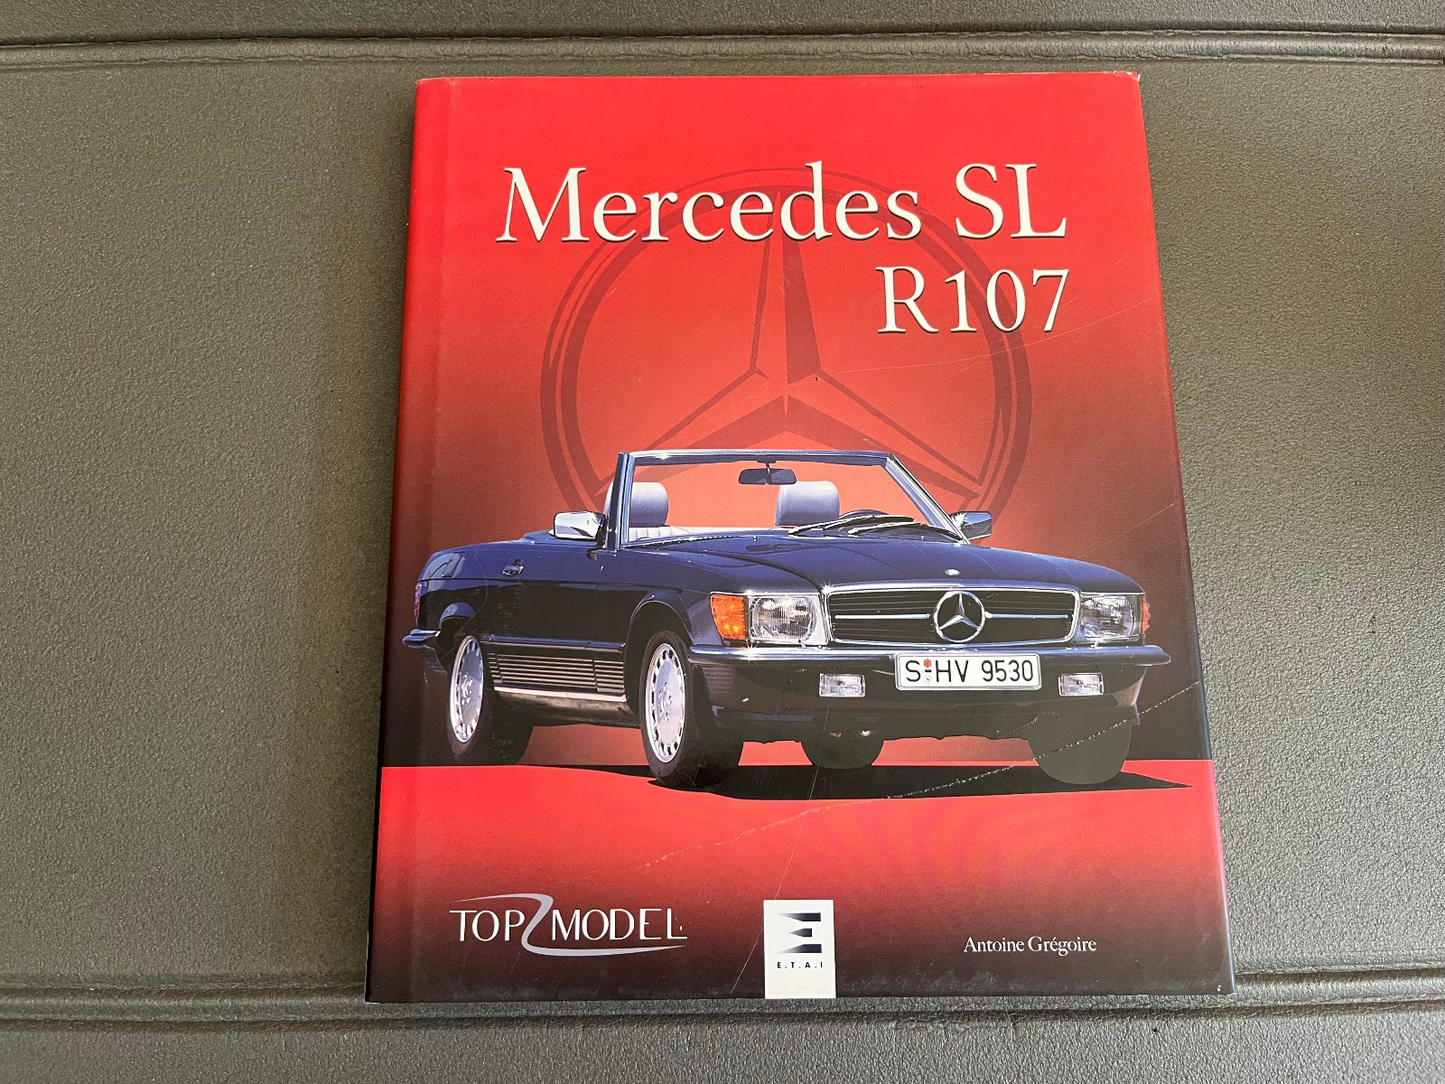 Mercedes SL
R107
S-HV 9530
TOP MODEL
E.T.A.I
Antoine Grégoire